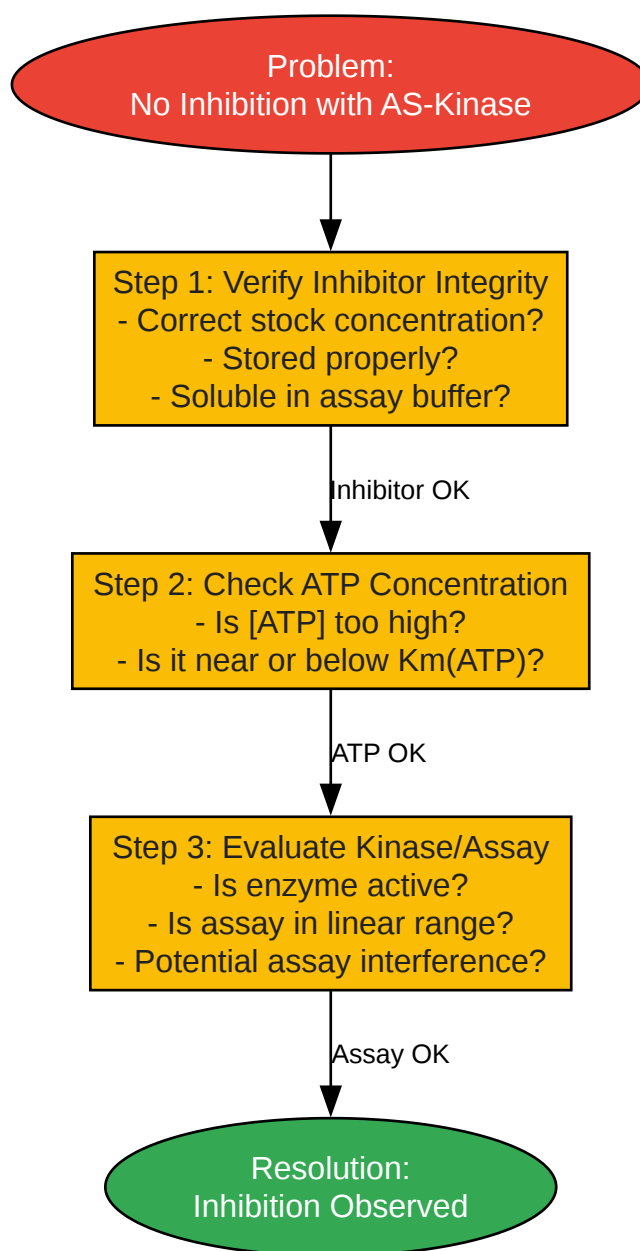 Problem:
No Inhibition with AS-Kinase
Step 1: Verify Inhibitor Integrity
- Correct stock concentration?
- Stored properly?
- Soluble in assay buffer?
Inhibitor OK
Step 2: Check ATP Concentration
- Is [ATP] too high?
- Is it near or below Km(ATP)?
ATP OK
Step 3: Evaluate Kinase/Assay
- Is enzyme active?
- Is assay in linear range?
- Potential assay interference?
Assay OK
Resolution:
Inhibition Observed